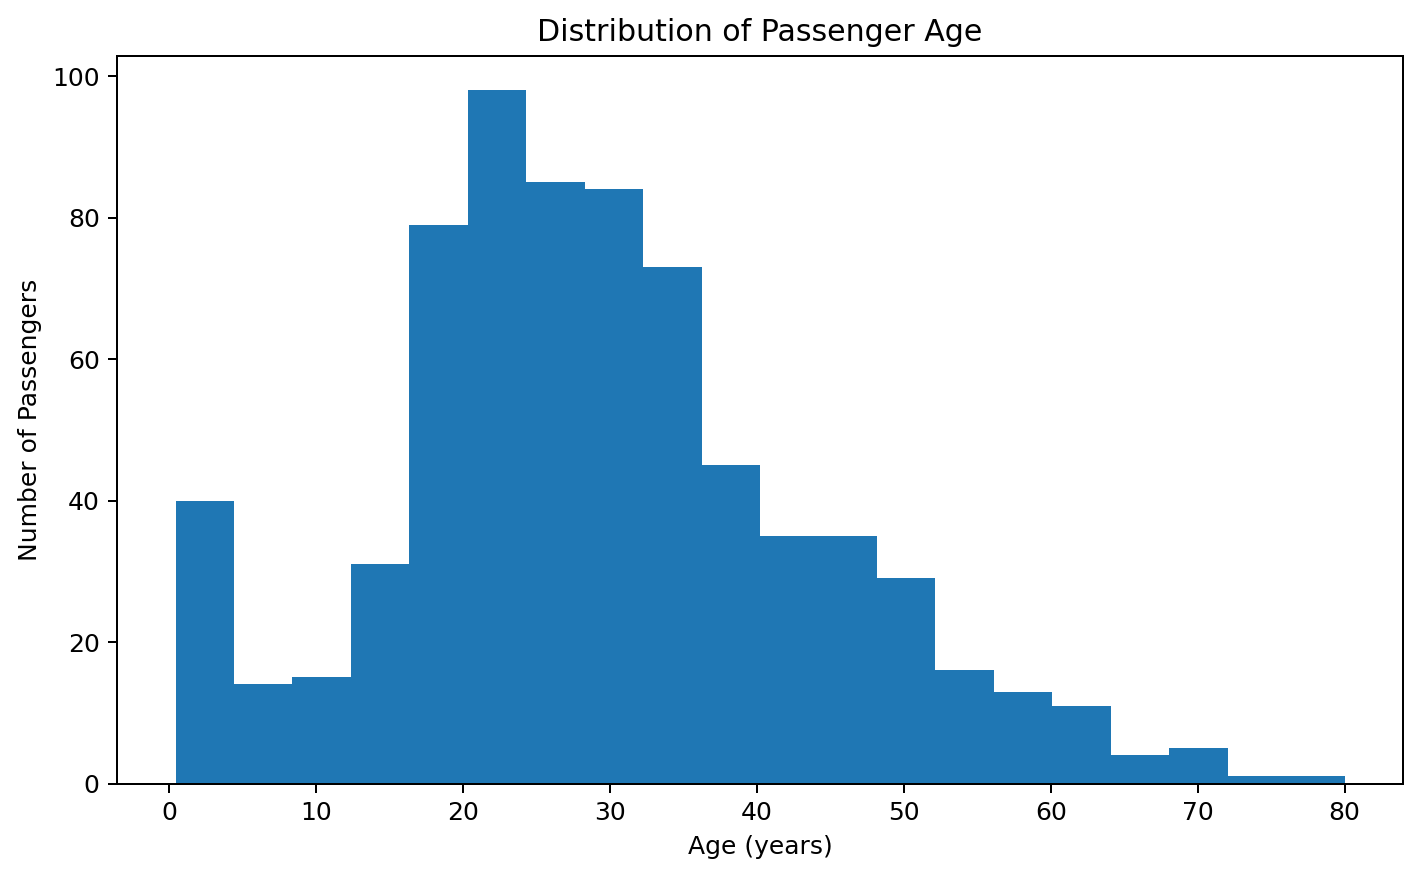 Distribution of Passenger Age
Number of Passengers
100
80
60
40
20
0
0 10 20 30 40 50 60 70 80
Age (years)